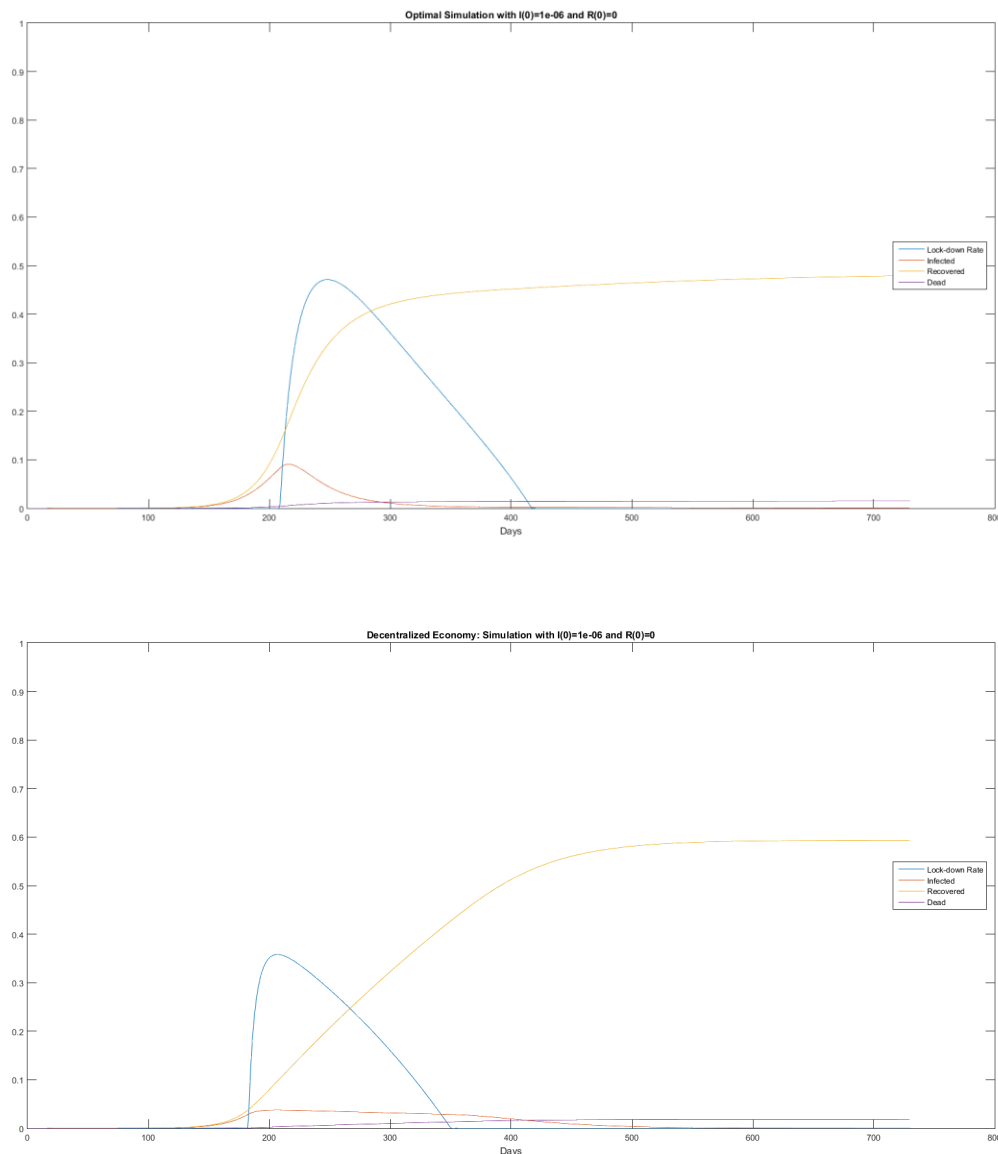 Optimal Simulation with I(0)=1e-06 and R(0)=0
1
0.9
0.8
0.7
0.6
0.5
0.4
0.3
0.2
0.1
0
Lock-down Rate
Infected
Recovered
Dead
0 100 200 300 400 500 600 700 800
Days
Decentralized Economy: Simulation with I(0)=1e-06 and R(0)=0
1
0.9
0.8
0.7
0.6
0.5
0.4
0.3
0.2
0.1
0
Lock-down Rate
Infected
Recovered
Dead
0 100 200 300 400 500 600 700 800
Days